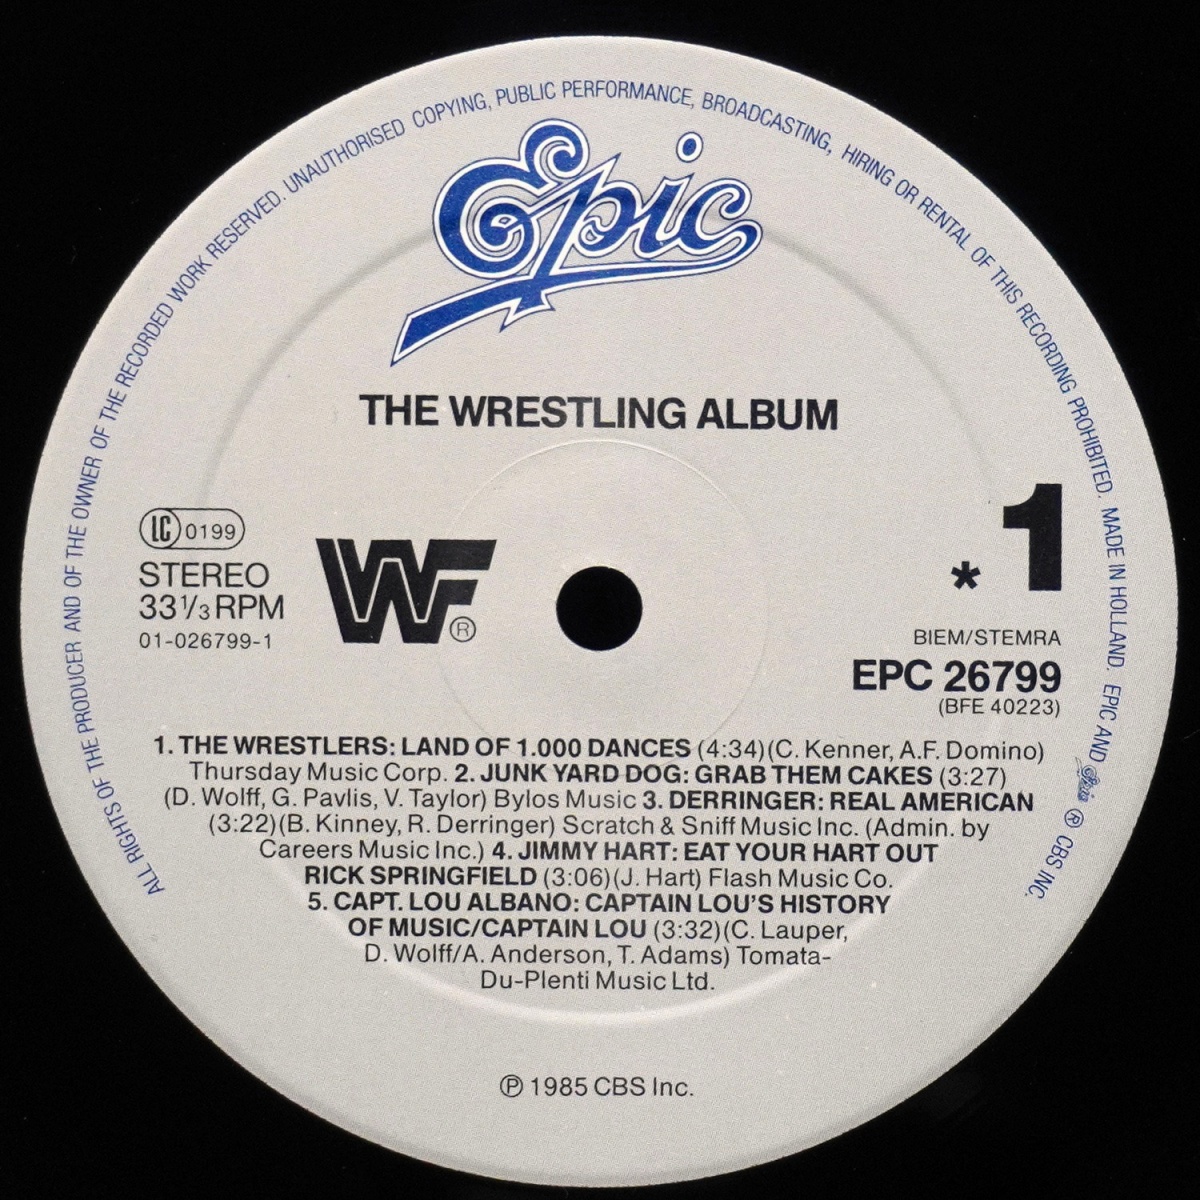 ALL RIGHTS OF THE PRODUCER AND OF THE OWNER OF THE RECORDED WORK RESERVED. UNAUTHORISED COPYING, PUBLIC PERFORMANCE, BROADCASTING, HIRING OR RENTAL OF THIS RECORDING PROHIBITED. MADE IN HOLLAND. EPIC AND Epic ® CBS INC.
Epic
THE WRESTLING ALBUM
LC 0199
STEREO
33 1/3 RPM
01-026799-1
WF®
* 1
BIEM/STEMRA
EPC 26799
(BFE 40223)
1. THE WRESTLERS: LAND OF 1.000 DANCES (4:34)(C. Kenner, A.F. Domino)
Thursday Music Corp. 2. JUNK YARD DOG: GRAB THEM CAKES (3:27)
(D. Wolff, G. Pavlis, V. Taylor) Bylos Music 3. DERRINGER: REAL AMERICAN
(3:22)(B. Kinney, R. Derringer) Scratch & Sniff Music Inc. (Admin. by
Careers Music Inc.) 4. JIMMY HART: EAT YOUR HART OUT
RICK SPRINGFIELD (3:06)(J. Hart) Flash Music Co.
5. CAPT. LOU ALBANO: CAPTAIN LOU'S HISTORY
OF MUSIC/CAPTAIN LOU (3:32)(C. Lauper,
D. Wolff/A. Anderson, T. Adams) Tomata-
Du-Plenti Music Ltd.
℗ 1985 CBS Inc.